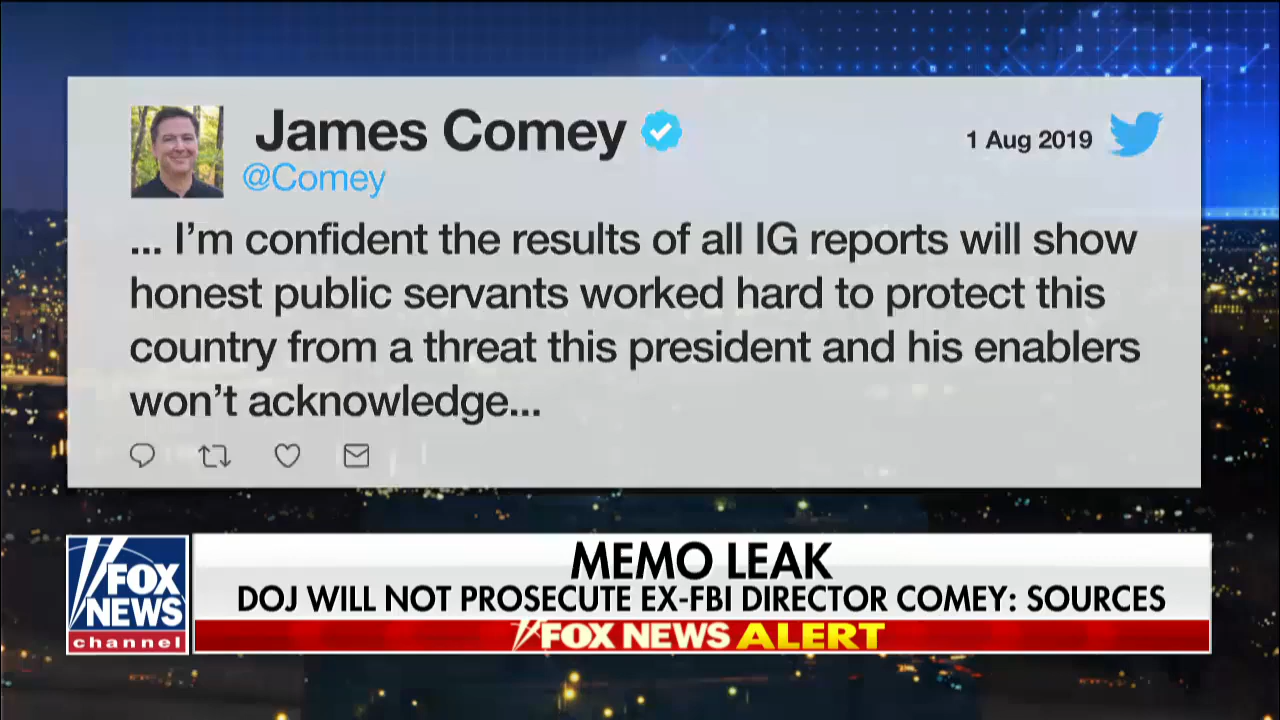 James Comey
@Comey
1 Aug 2019
... I'm confident the results of all IG reports will show
honest public servants worked hard to protect this
country from a threat this president and his enablers
won't acknowledge...
MEMO LEAK
DOJ WILL NOT PROSECUTE EX-FBI DIRECTOR COMEY: SOURCES
FOX NEWS ALERT
FOX
NEWS
channel